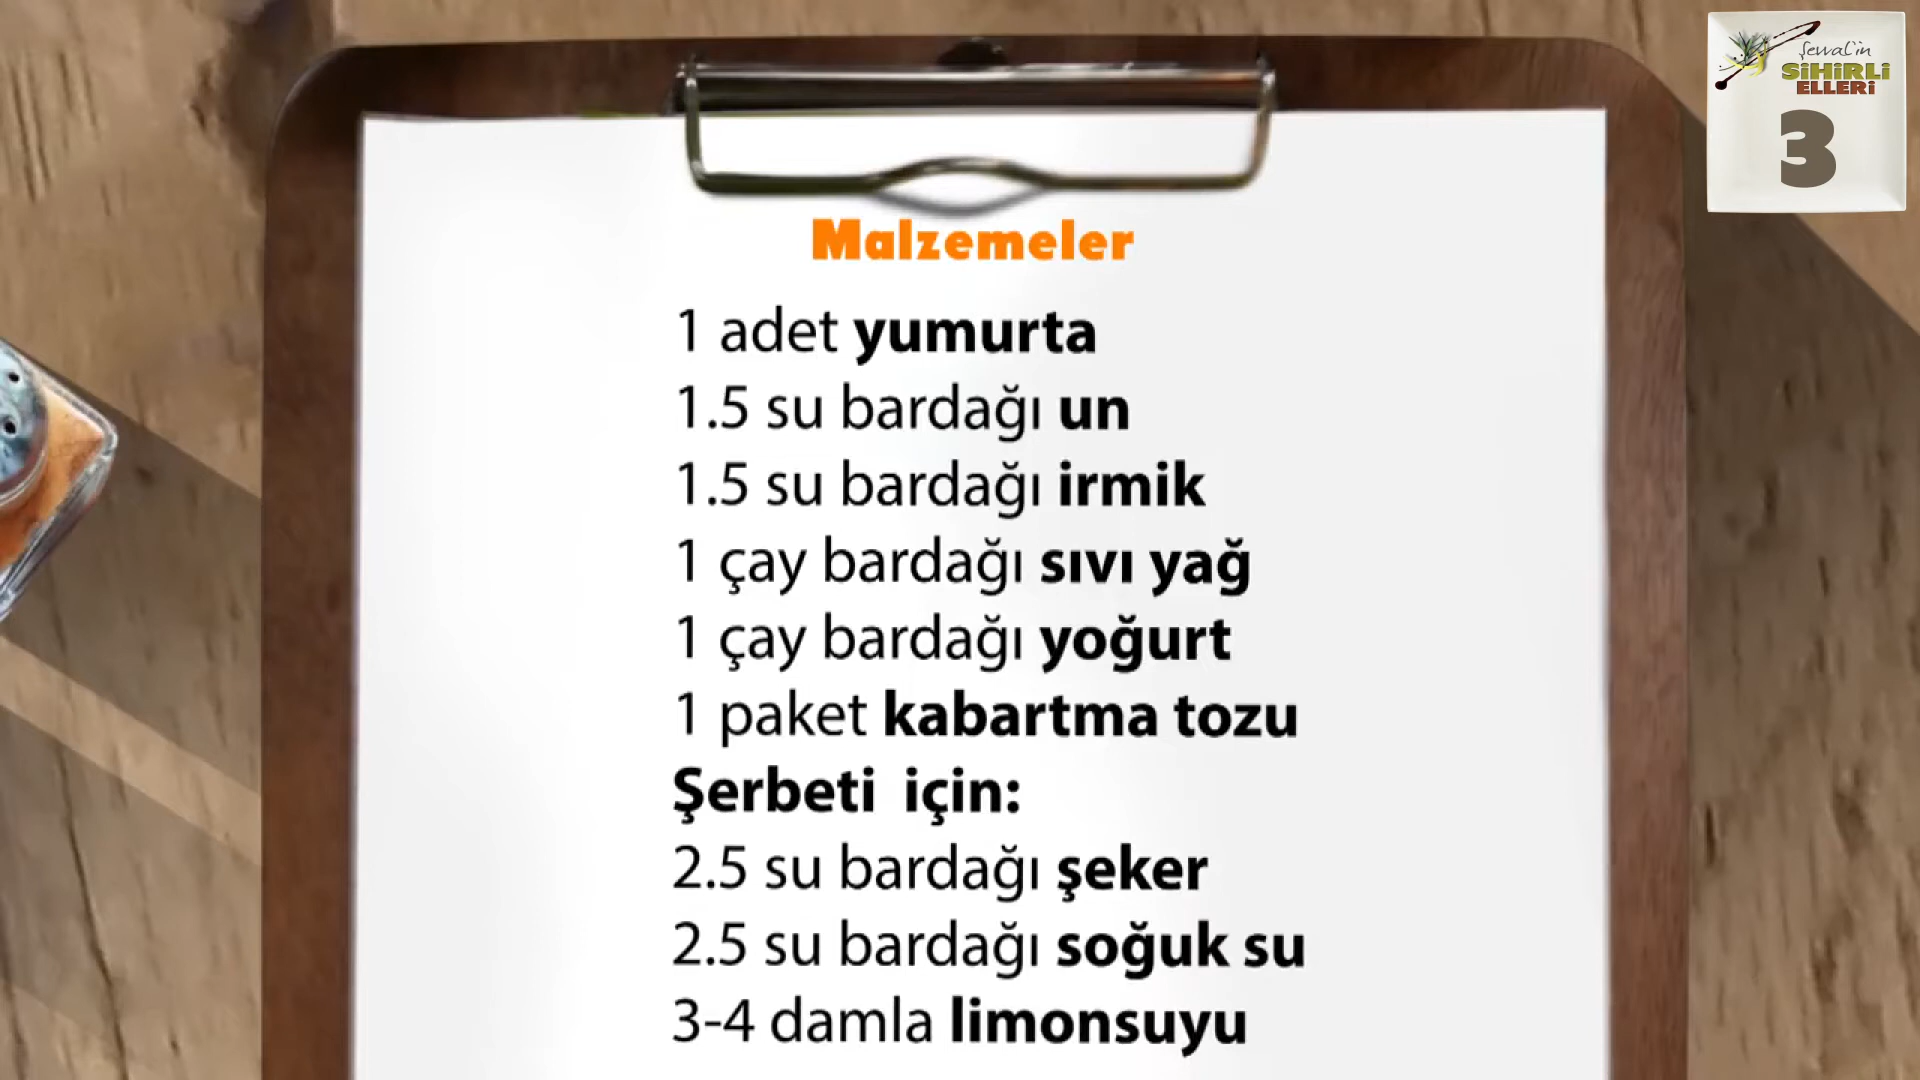 Şevval'in
SİHİRLİ
ELLERİ
3
Malzemeler
1 adet yumurta
1.5 su bardağı un
1.5 su bardağı irmik
1 çay bardağı sıvı yağ
1 çay bardağı yoğurt
1 paket kabartma tozu
Şerbeti için:
2.5 su bardağı şeker
2.5 su bardağı soğuk su
3-4 damla limonsuyu